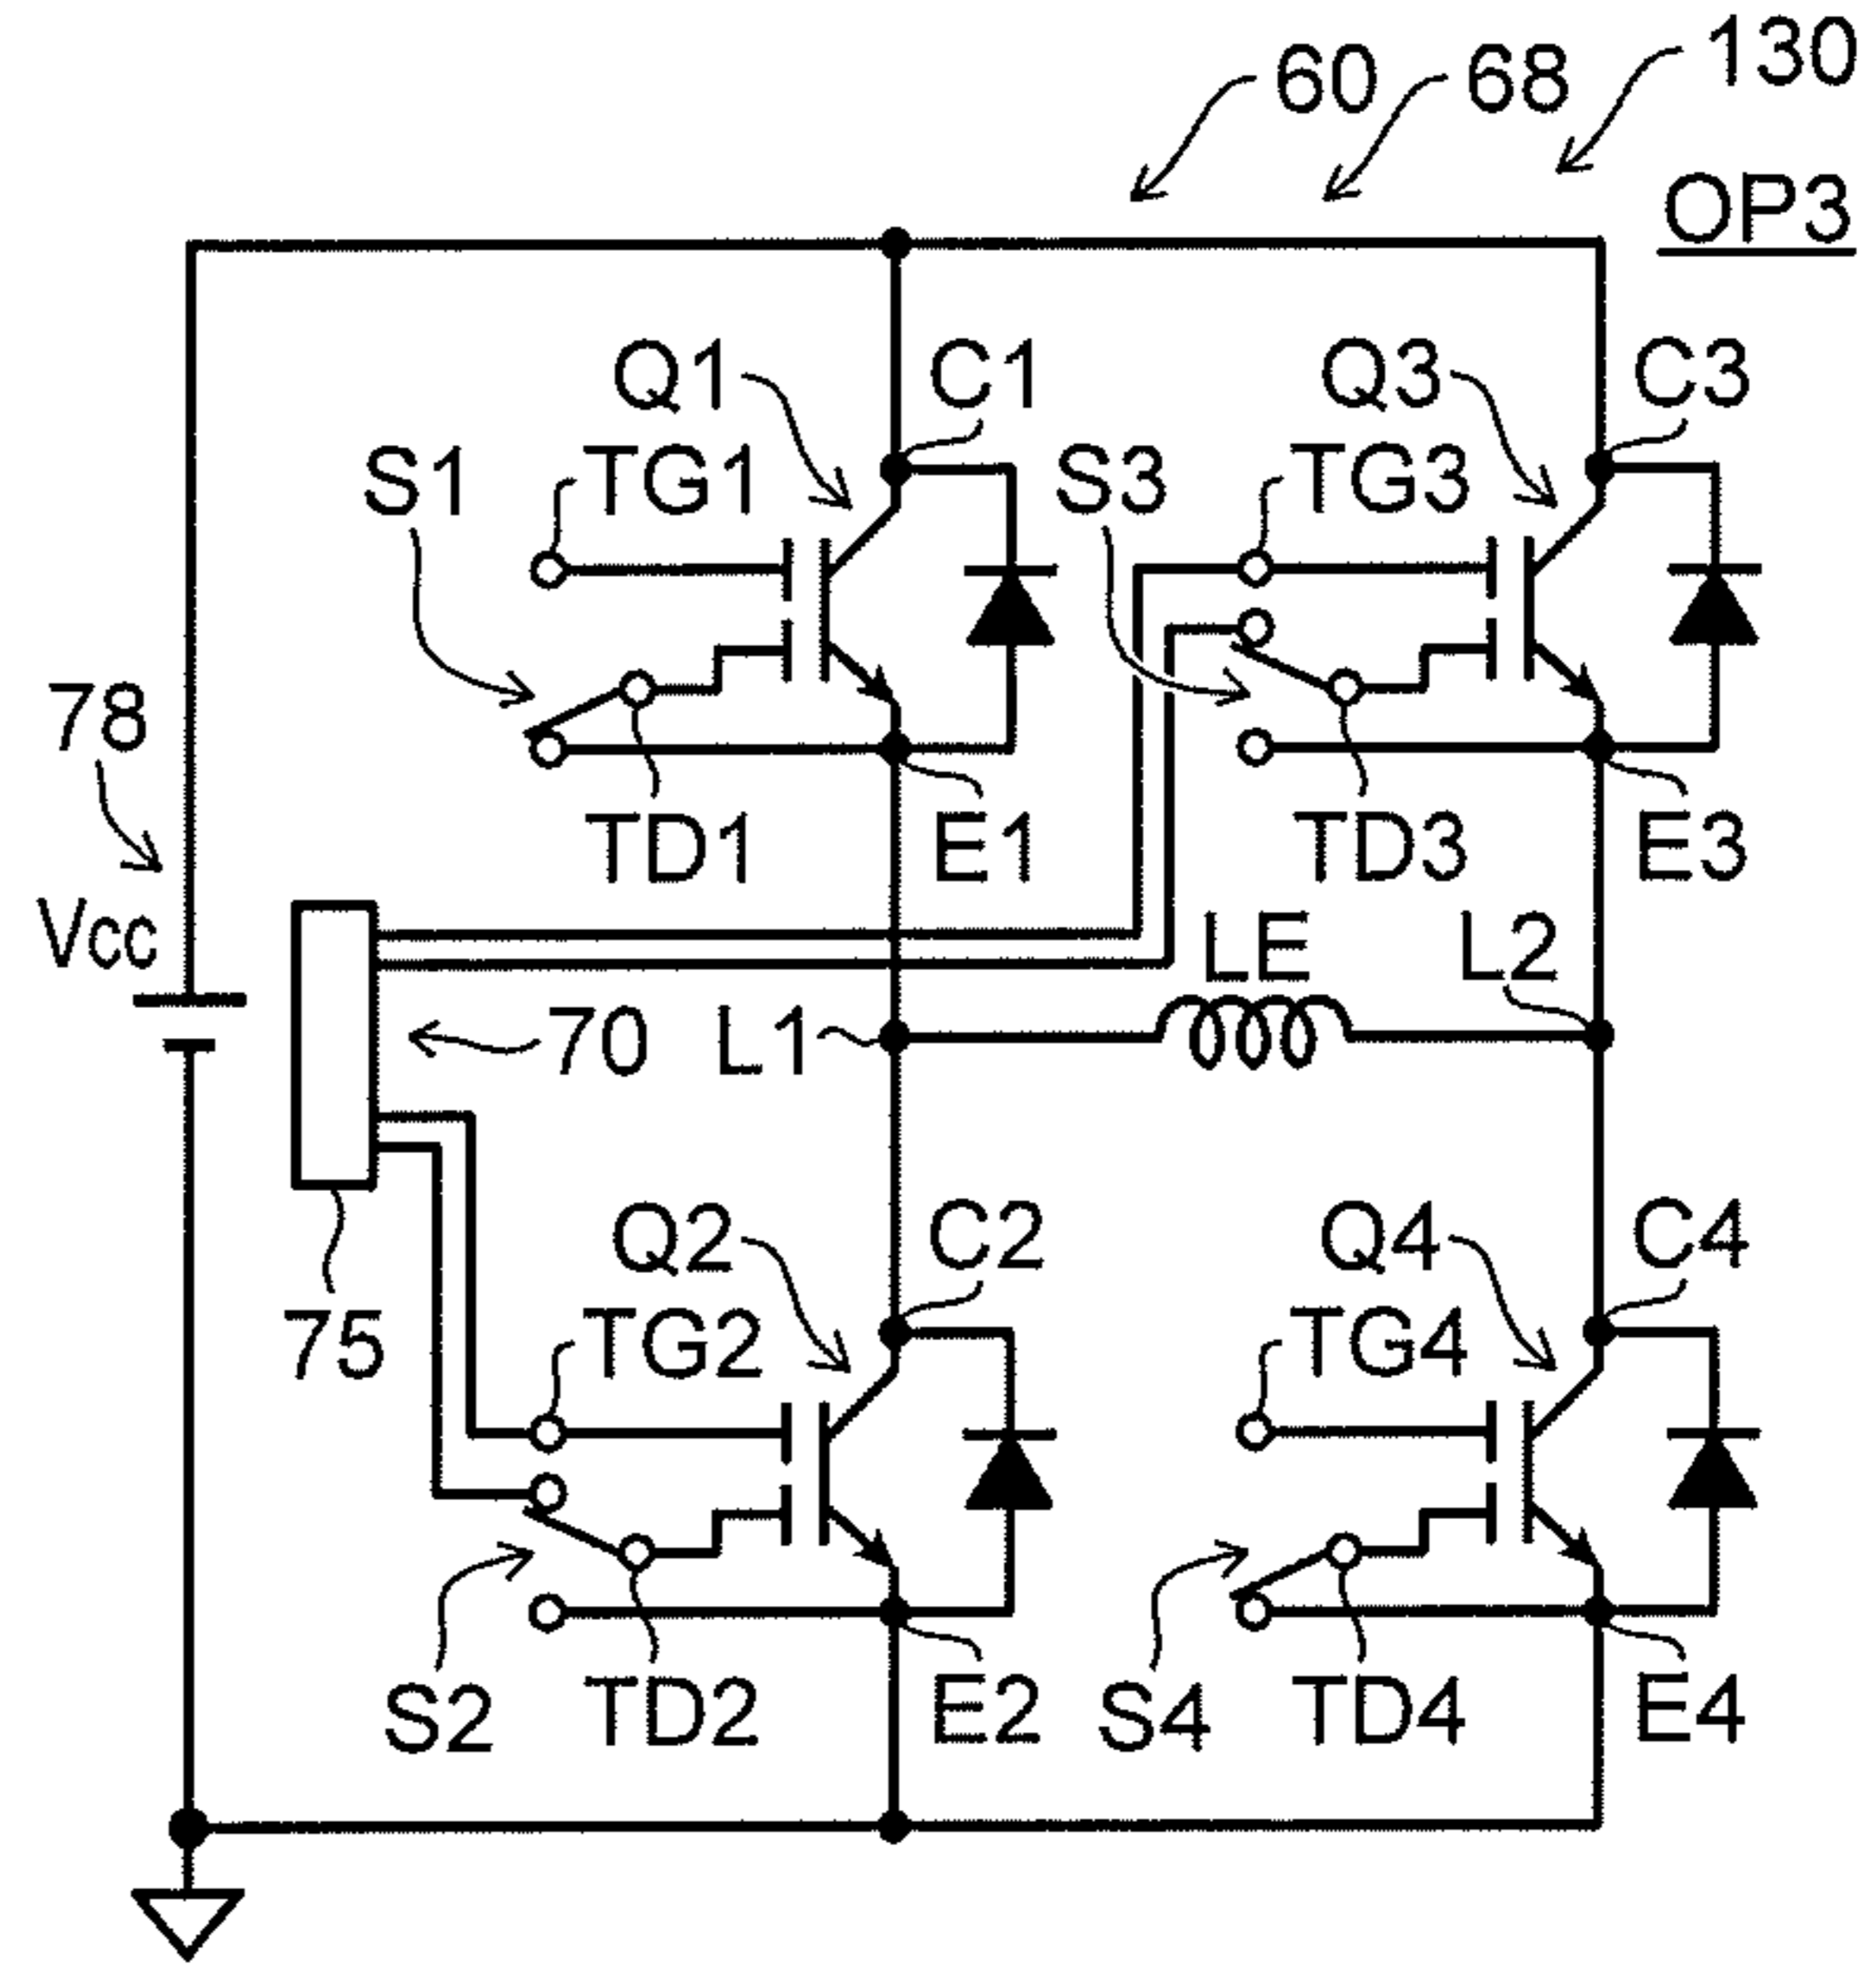 60 68 130
OP3
Q1 C1 Q3 C3
S1 TG1 S3 TG3
78
TD1 E1 TD3 E3
Vcc
LE L2
70 L1
Q2 C2 Q4 C4
75 TG2 TG4
S2 TD2 E2 S4 TD4 E4